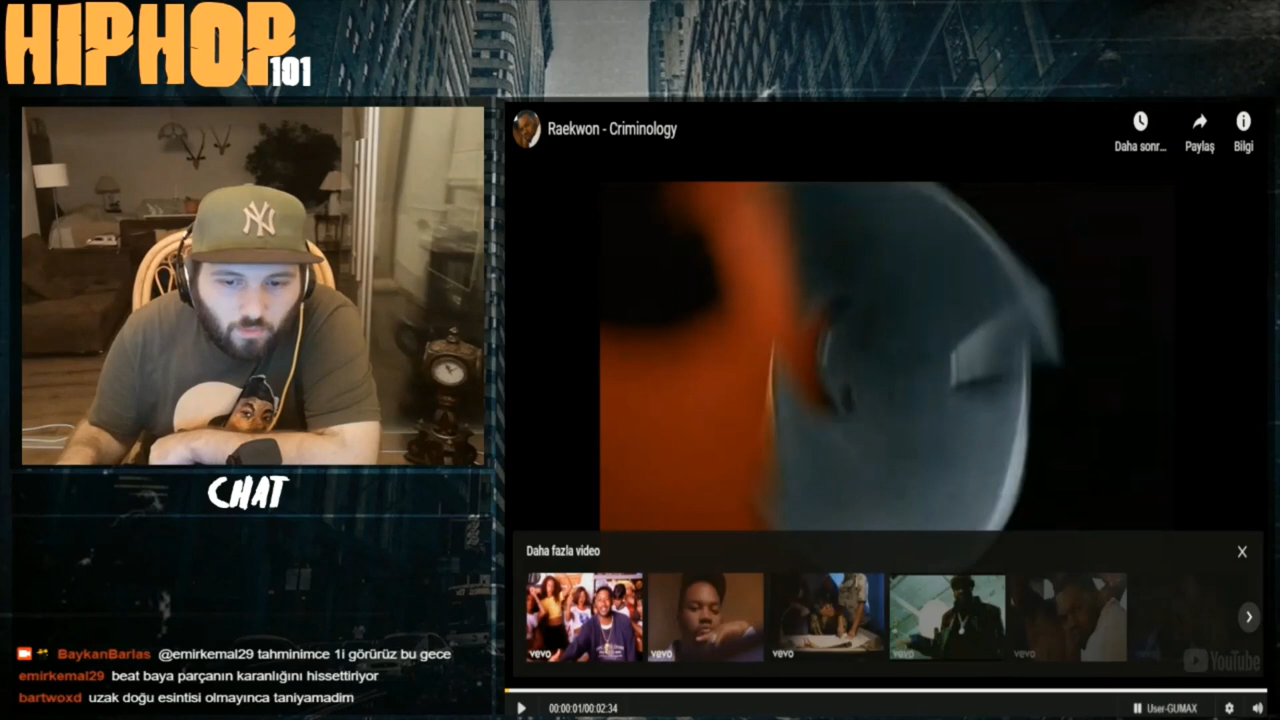 HIPHOP
101
Raekwon - Criminology
Daha sonr...
Paylaş
Bilgi
NY
CHAT
Daha fazla video
vevo
vevo
vevo
vevo
vevo
YouTube
BaykanBarlas @emirkemal29 tahminimce 1i görürüz bu gece
emirkemal29 beat baya parçanın karanlığını hissettiriyor
bartwoxd uzak doğu esintisi olmayınca taniyamadim
00:00:01/00:02:34
User-GUMAX